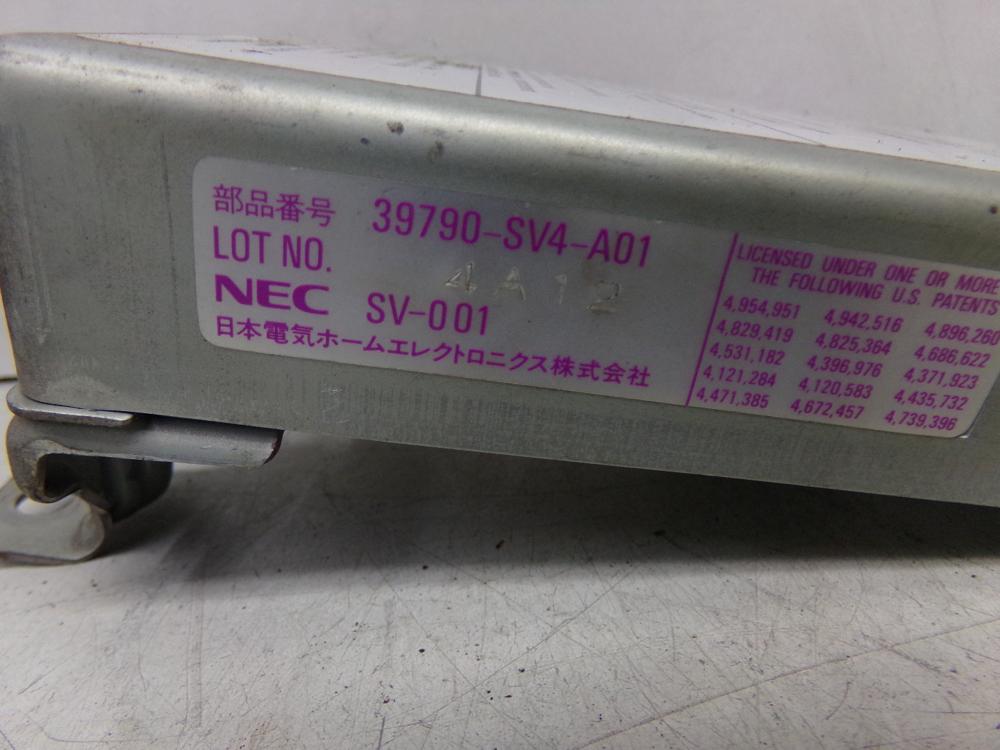 部品番号 39790-SV4-A01
LOT NO. 4A12
NEC SV-001
日本電気ホームエレクトロニクス株式会社
LICENSED UNDER ONE OR MORE
THE FOLLOWING U.S. PATENTS
4,954,951 4,942,516 4,896,260
4,829,419 4,825,364 4,686,622
4,531,182 4,396,976 4,371,923
4,121,284 4,120,583 4,435,732
4,471,385 4,672,457 4,739,396